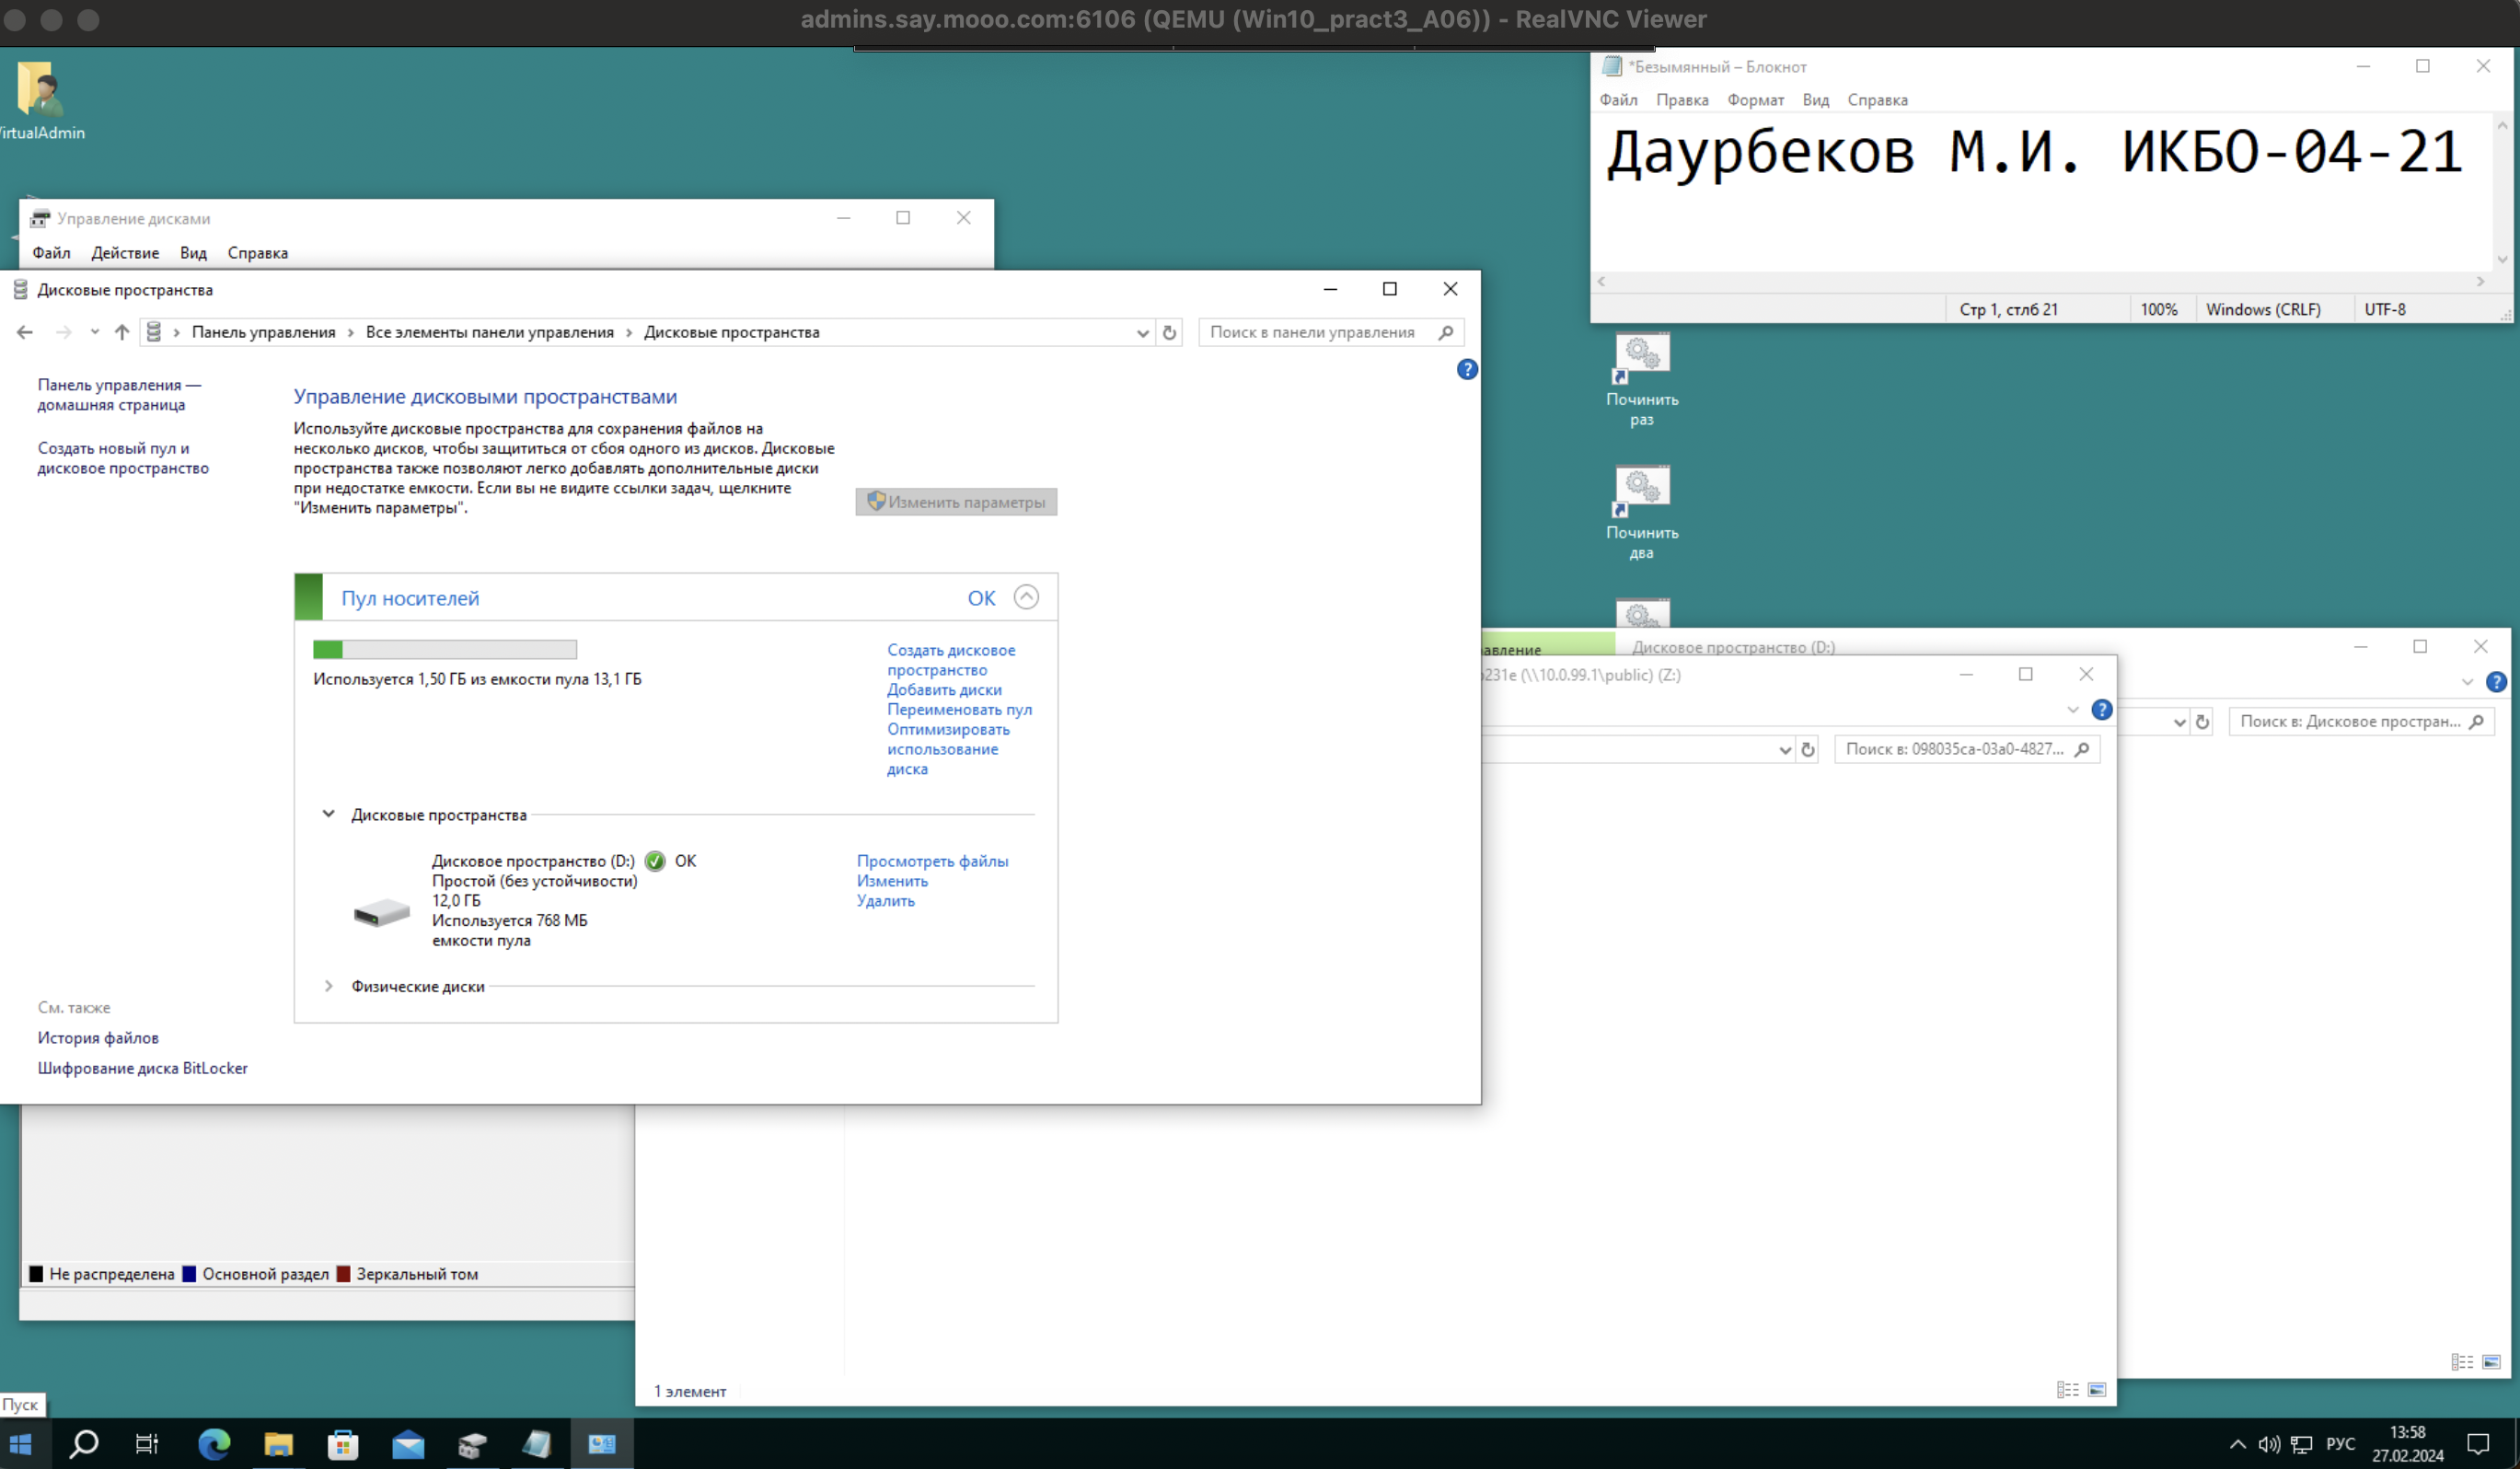 admins.say.mooo.com:6106 (QEMU (Win10_pract3_A06)) - RealVNC Viewer
irtualAdmin
*Безымянный – Блокнот
Файл Правка Формат Вид Справка
Даурбеков М.И. ИКБО-04-21
Стр 1, стлб 21 100% Windows (CRLF) UTF-8
Управление дисками
Файл Действие Вид Справка
Дисковые пространства
Панель управления Все элементы панели управления Дисковые пространства
Поиск в панели управления
Панель управления —
домашняя страница
Создать новый пул и
дисковое пространство
Управление дисковыми пространствами
Используйте дисковые пространства для сохранения файлов на
несколько дисков, чтобы защититься от сбоя одного из дисков. Дисковые
пространства также позволяют легко добавлять дополнительные диски
при недостатке емкости. Если вы не видите ссылки задач, щелкните
"Изменить параметры".
Изменить параметры
Пул носителей OK
Используется 1,50 ГБ из емкости пула 13,1 ГБ
Создать дисковое
пространство
Добавить диски
Переименовать пул
Оптимизировать
использование
диска
Дисковые пространства
Дисковое пространство (D:) OK
Простой (без устойчивости)
12,0 ГБ
Используется 768 МБ
емкости пула
Просмотреть файлы
Изменить
Удалить
Физические диски
См. также
История файлов
Шифрование диска BitLocker
Починить
раз
Починить
два
авление Дисковое пространство (D:)
231e (\\10.0.99.1\public) (Z:)
Поиск в: Дисковое простран...
Поиск в: 098035ca-03a0-4827...
Не распределена Основной раздел Зеркальный том
1 элемент
Пуск
РУС
13:58
27.02.2024